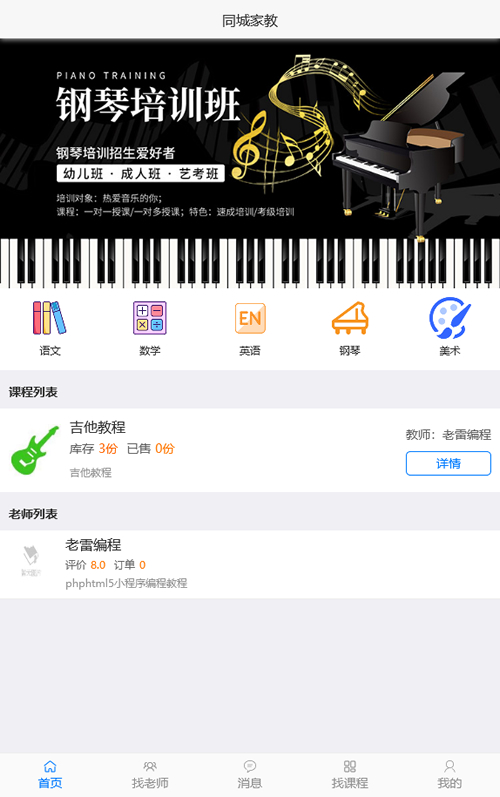 同城家教
PIANO TRAINING
钢琴培训班
钢琴培训招生爱好者
幼儿班 · 成人班 · 艺考班
培训对象：热爱音乐的你；
课程：一对一授课/一对多授课；特色：速成培训/考级培训
EN
语文 数学 英语 钢琴 美术
课程列表
吉他教程
教师：老雷编程
库存 3份 已售 0份
详情
吉他教程
老师列表
老雷编程
评价 8.0 订单 0
phphtml5小程序编程教程
首页 找老师 消息 找课程 我的